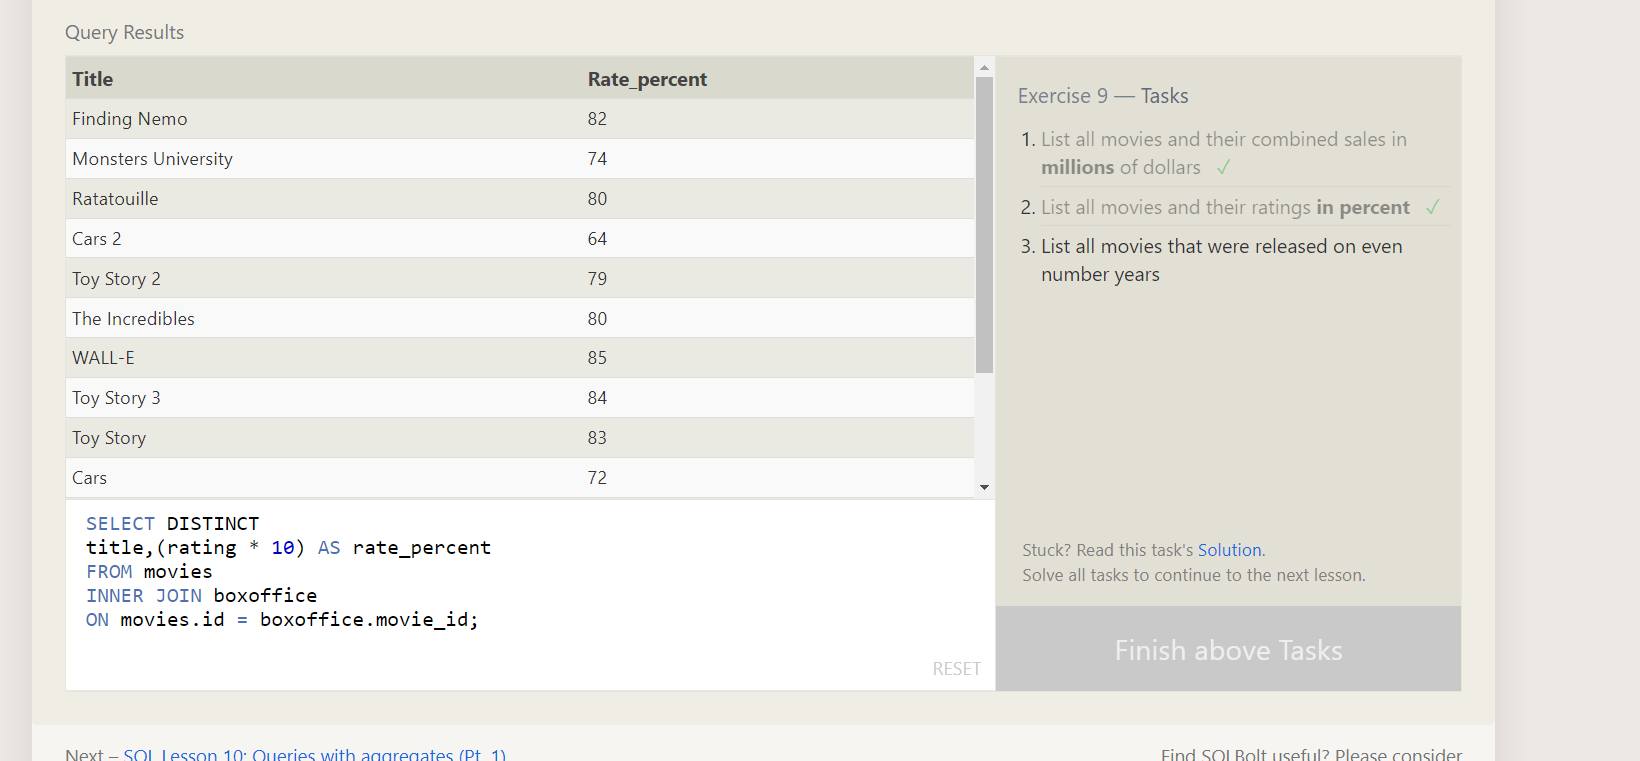 Query Results
Title Rate_percent
Finding Nemo 82
Monsters University 74
Ratatouille 80
Cars 2 64
Toy Story 2 79
The Incredibles 80
WALL-E 85
Toy Story 3 84
Toy Story 83
Cars 72
SELECT DISTINCT
title,(rating * 10) AS rate_percent
FROM movies
INNER JOIN boxoffice
ON movies.id = boxoffice.movie_id;
RESET
Exercise 9 — Tasks
1. List all movies and their combined sales in
millions of dollars ✓
2. List all movies and their ratings in percent ✓
3. List all movies that were released on even
number years
Stuck? Read this task's Solution.
Solve all tasks to continue to the next lesson.
Finish above Tasks
Next – SQL Lesson 10: Queries with aggregates (Pt. 1)
Find SQLBolt useful? Please consider